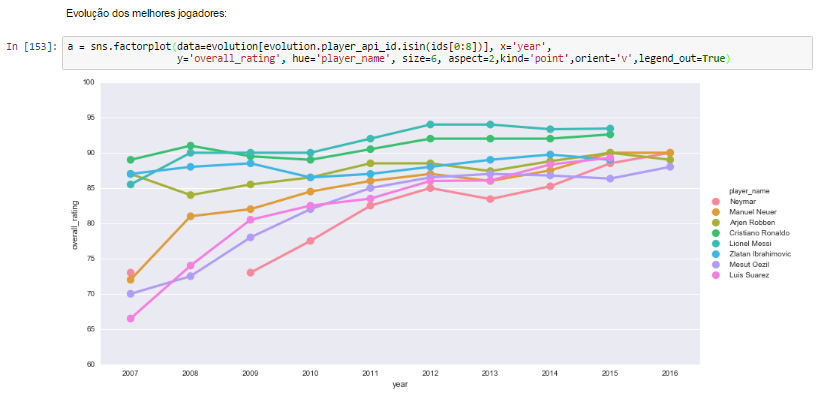 Evolução dos melhores jogadores:
In [153]: a = sns.factorplot(data=evolution[evolution.player_api_id.isin(ids[0:8])], x='year',
y='overall_rating', hue='player_name', size=6, aspect=2,kind='point',orient='v',legend_out=True)
100
95
90
85
80
75
70
65
60
overall_rating
2007 2008 2009 2010 2011 2012 2013 2014 2015 2016
year
player_name
Neymar
Manuel Neuer
Arjen Robben
Cristiano Ronaldo
Lionel Messi
Zlatan Ibrahimovic
Mesut Oezil
Luis Suarez